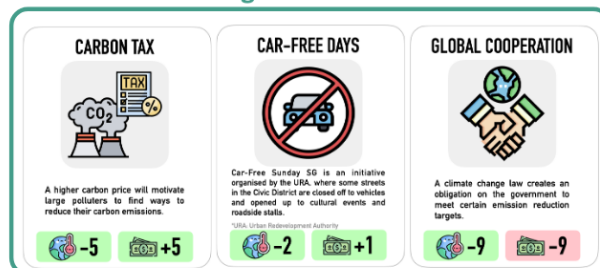 CARBON TAX
TAX
%
CO2
A higher carbon price will motivate
large polluters to find ways to
reduce their carbon emissions.
-5
+5
CAR-FREE DAYS
Car-Free Sunday SG is an initiative
organised by the URA, where some streets
in the Civic District are closed off to vehicles
and opened up to cultural events and
roadside stalls.
*URA: Urban Redevelopment Authority
-2
+1
GLOBAL COOPERATION
A climate change law creates an
obligation on the government to
meet certain emission reduction
targets.
-9
-9